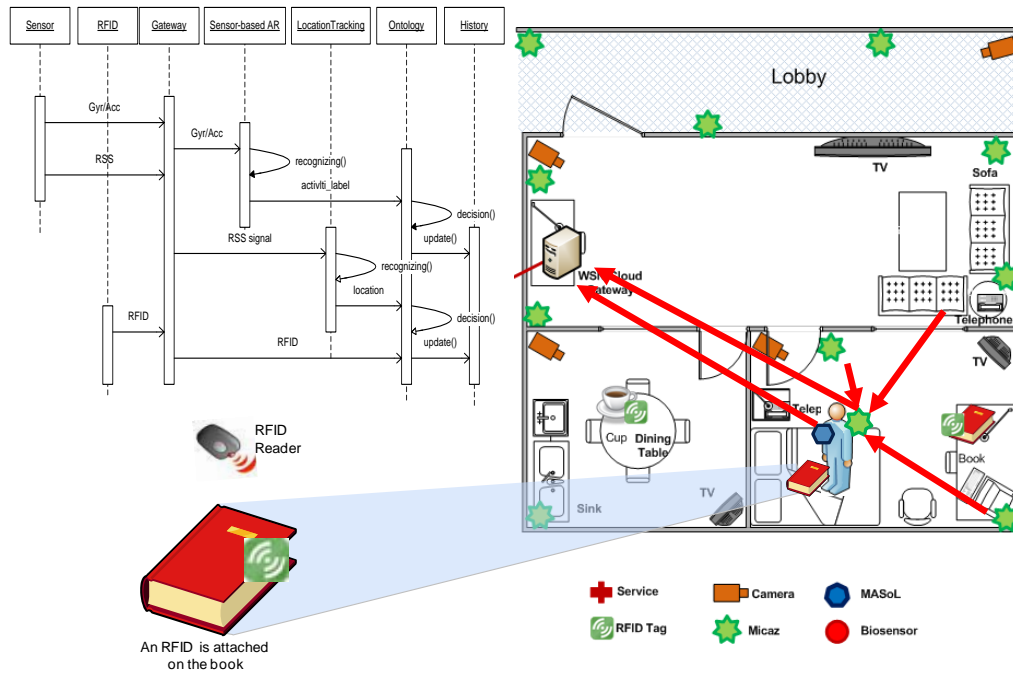 Sensor
RFID
Gateway
Sensor-based AR
LocationTracking
Ontology
History
Gyr/Acc
Gyr/Acc
RSS
recognizing()
activlti_label
decision()
RSS signal
update()
recognizing()
location
decision()
RFID
RFID
update()
RFID
Reader
An RFID is attached
on the book
Lobby
TV
Sofa
WSN Cloud
Gateway
Telephone
TV
Telep
Cup
Dining
Table
Book
TV
Sink
Service
Camera
MASoL
RFID Tag
Micaz
Biosensor